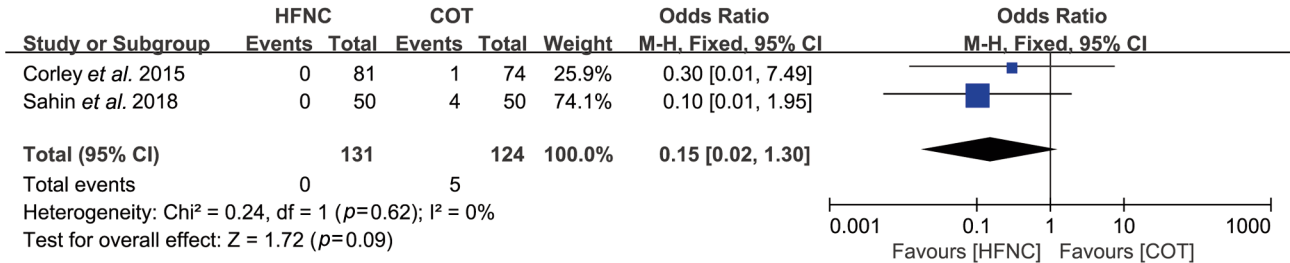 HFNC COT Odds Ratio Odds Ratio
Study or Subgroup Events Total Events Total Weight M-H, Fixed, 95% CI M-H, Fixed, 95% CI
Corley et al. 2015 0 81 1 74 25.9% 0.30 [0.01, 7.49]
Sahin et al. 2018 0 50 4 50 74.1% 0.10 [0.01, 1.95]
Total (95% CI) 131 124 100.0% 0.15 [0.02, 1.30]
Total events 0 5
Heterogeneity: Chi² = 0.24, df = 1 (p=0.62); I² = 0%
Test for overall effect: Z = 1.72 (p=0.09)
0.001 0.1 1 10 1000
Favours [HFNC] Favours [COT]